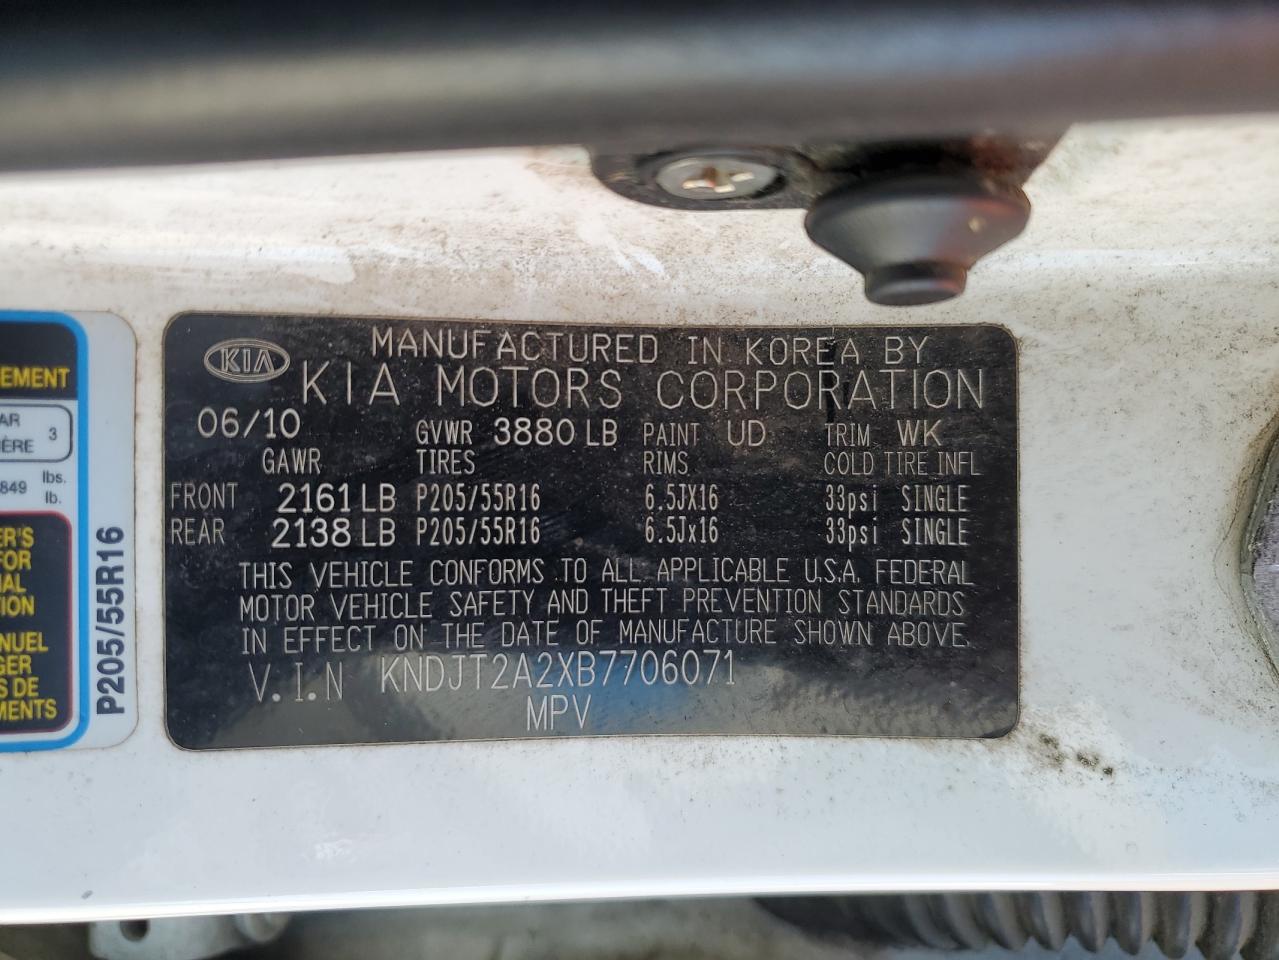 EMENT
AR
ÈRE
3
849
lbs.
lb.
ER'S
FOR
TION
ANUEL
GER
S DE
MENTS
P205/55R16
KIA
MANUFACTURED IN KOREA BY
KIA MOTORS CORPORATION
06/10 GVWR 3880 LB PAINT UD TRIM WK
GAWR TIRES RIMS COLD TIRE INFL
FRONT 2161 LB P205/55R16 6.5JX16 33psi SINGLE
REAR 2138 LB P205/55R16 6.5Jx16 33psi SINGLE
THIS VEHICLE CONFORMS TO ALL APPLICABLE U.S.A. FEDERAL
MOTOR VEHICLE SAFETY AND THEFT PREVENTION STANDARDS
IN EFFECT ON THE DATE OF MANUFACTURE SHOWN ABOVE.
V.I.N KNDJT2A2XB7706071
MPV